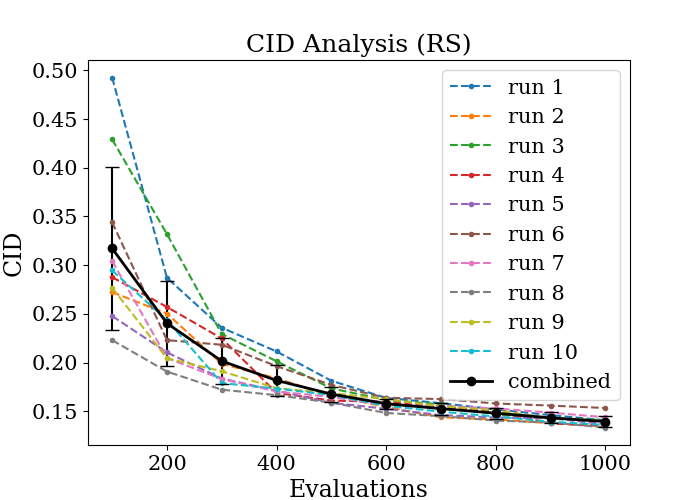 CID Analysis (RS)
0.50
0.45
0.40
0.35
0.30
0.25
0.20
0.15
CID
200
400
600
800
1000
Evaluations
run 1
run 2
run 3
run 4
run 5
run 6
run 7
run 8
run 9
run 10
combined